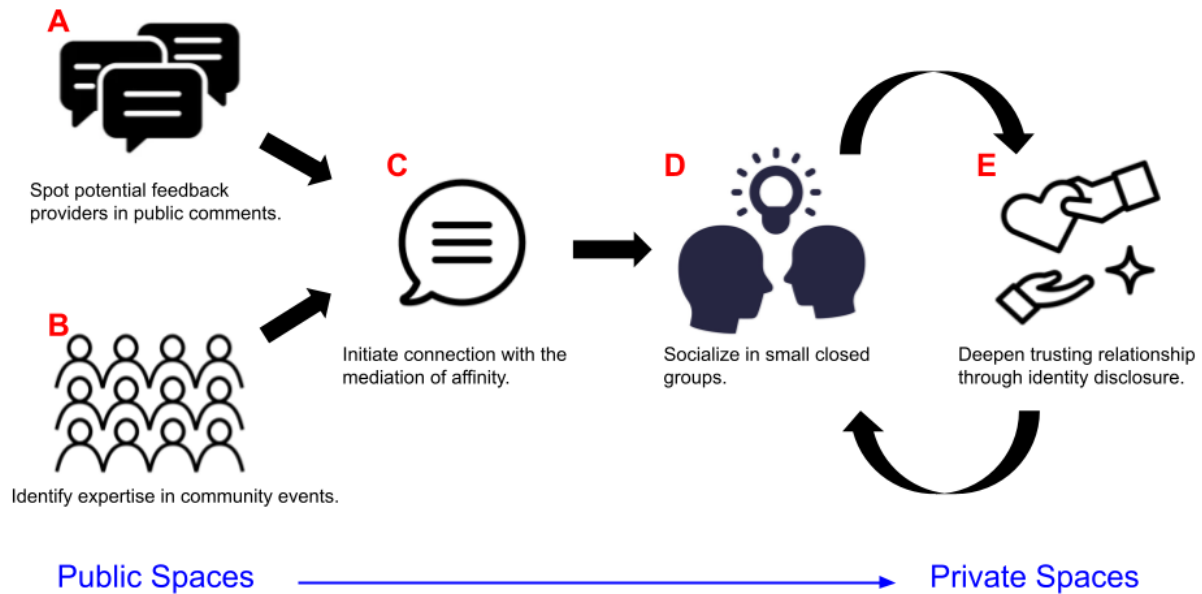 A
Spot potential feedback
providers in public comments.
B
Identify expertise in community events.
C
Initiate connection with the
mediation of affinity.
D
Socialize in small closed
groups.
E
Deepen trusting relationship
through identity disclosure.
Public Spaces
Private Spaces